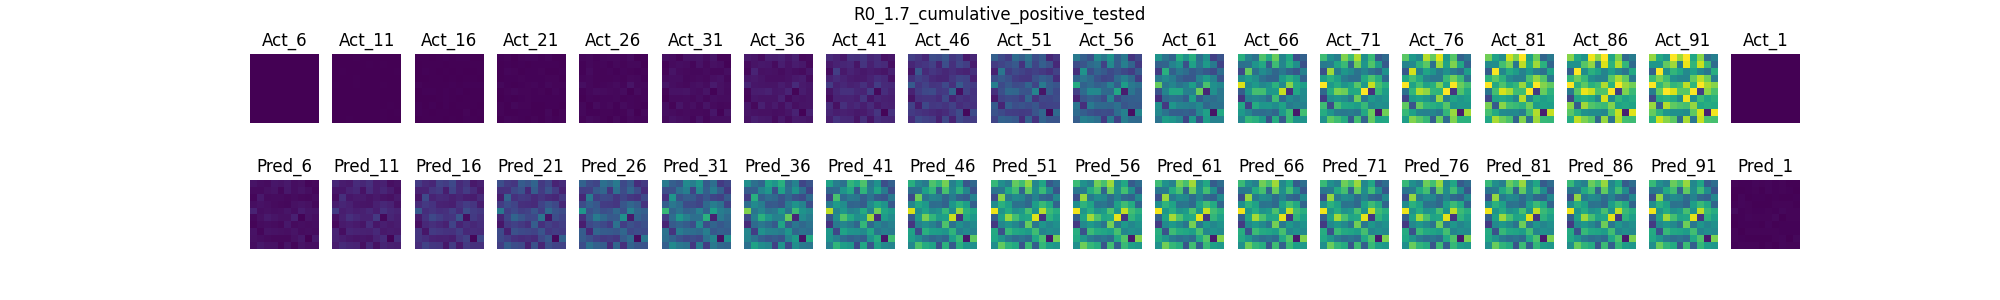 R0_1.7_cumulative_positive_tested
Act_6 Act_11 Act_16 Act_21 Act_26 Act_31 Act_36 Act_41 Act_46 Act_51 Act_56 Act_61 Act_66 Act_71 Act_76 Act_81 Act_86 Act_91 Act_1
Pred_6 Pred_11 Pred_16 Pred_21 Pred_26 Pred_31 Pred_36 Pred_41 Pred_46 Pred_51 Pred_56 Pred_61 Pred_66 Pred_71 Pred_76 Pred_81 Pred_86 Pred_91 Pred_1